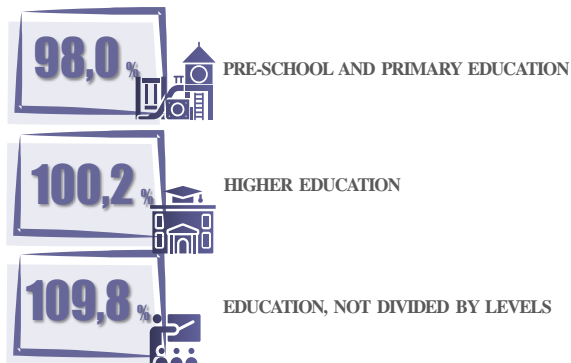 98,0 %
PRE-SCHOOL AND PRIMARY EDUCATION
100,2 %
HIGHER EDUCATION
109,8 %
EDUCATION, NOT DIVIDED BY LEVELS